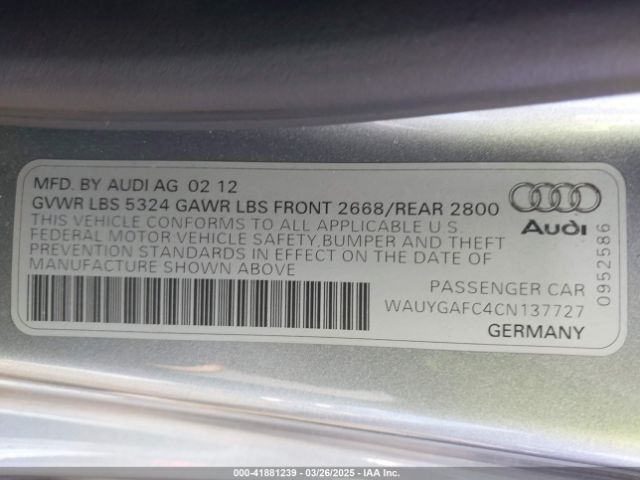 MFD. BY AUDI AG 02 12
GVWR LBS 5324 GAWR LBS FRONT 2668/REAR 2800
THIS VEHICLE CONFORMS TO ALL APPLICABLE U S
FEDERAL MOTOR VEHICLE SAFETY,BUMPER AND THEFT
PREVENTION STANDARDS IN EFFECT ON THE DATE OF
MANUFACTURE SHOWN ABOVE
Audi
PASSENGER CAR
WAUYGAFC4CN137727
GERMANY
0952586
000-41881239 - 03/26/2025 - IAA Inc.